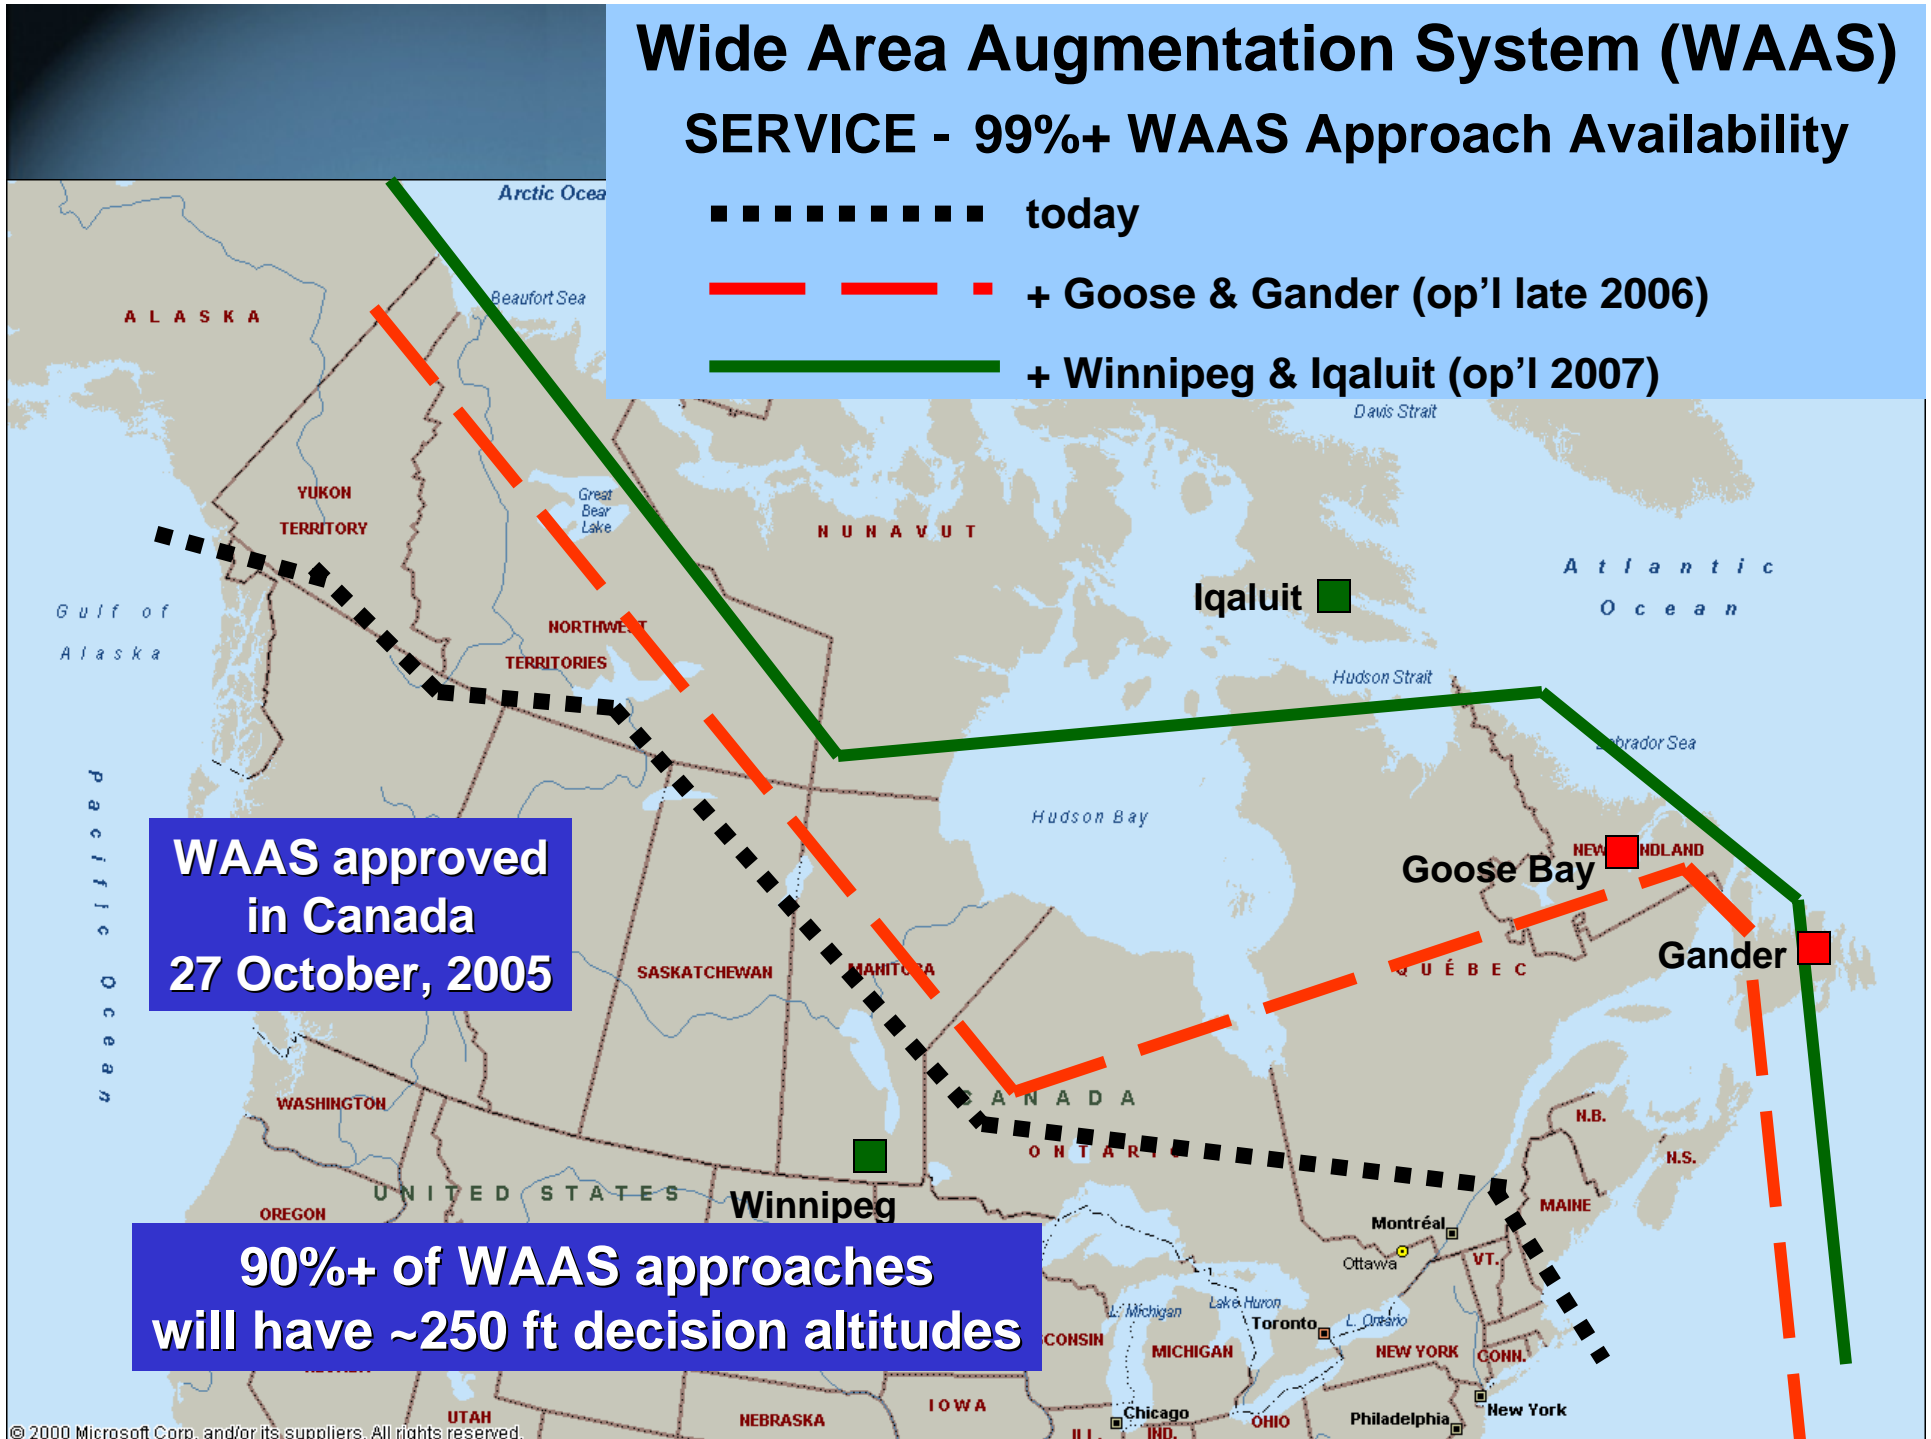 Wide Area Augmentation System (WAAS)
SERVICE - 99%+ WAAS Approach Availability
today
+ Goose & Gander (op’l late 2006)
+ Winnipeg & Iqaluit (op’l 2007)
Arctic Ocea
Beaufort Sea
ALASKA
Davis Strait
YUKON
TERRITORY
Great
Bear
Lake
NUNAVUT
Atlantic
Ocean
Iqaluit
Gulf of
Alaska
NORTHWEST
TERRITORIES
Hudson Strait
Labrador Sea
Pacific Ocean
Hudson Bay
WAAS approved
in Canada
27 October, 2005
Goose Bay
Gander
SASKATCHEWAN
MANITOBA
QUÉBEC
WASHINGTON
CANADA
N.B.
ONTARIO
N.S.
UNITED STATES
Winnipeg
OREGON
MAINE
Montréal
Ottawa
VT.
90%+ of WAAS approaches
will have ~250 ft decision altitudes
L. Michigan
Lake Huron
Toronto
L. Ontario
CONSIN
MICHIGAN
NEW YORK
CONN.
UTAH
NEBRASKA
IOWA
Chicago
ILL.
IND.
OHIO
Philadelphia
New York
© 2000 Microsoft Corp. and/or its suppliers. All rights reserved.